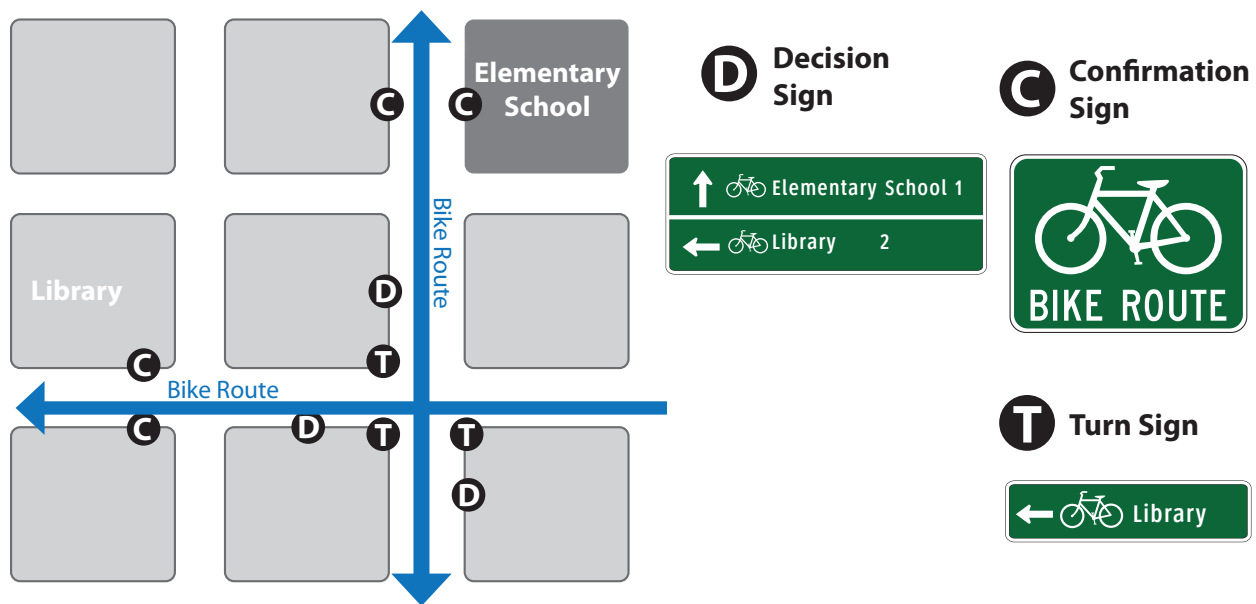 Elementary
School
C
C
Bike Route
Library
D
T
C
Bike Route
C
D
T
T
D
D
Decision
Sign
Elementary School 1
Library 2
C
Confirmation
Sign
BIKE ROUTE
T
Turn Sign
Library